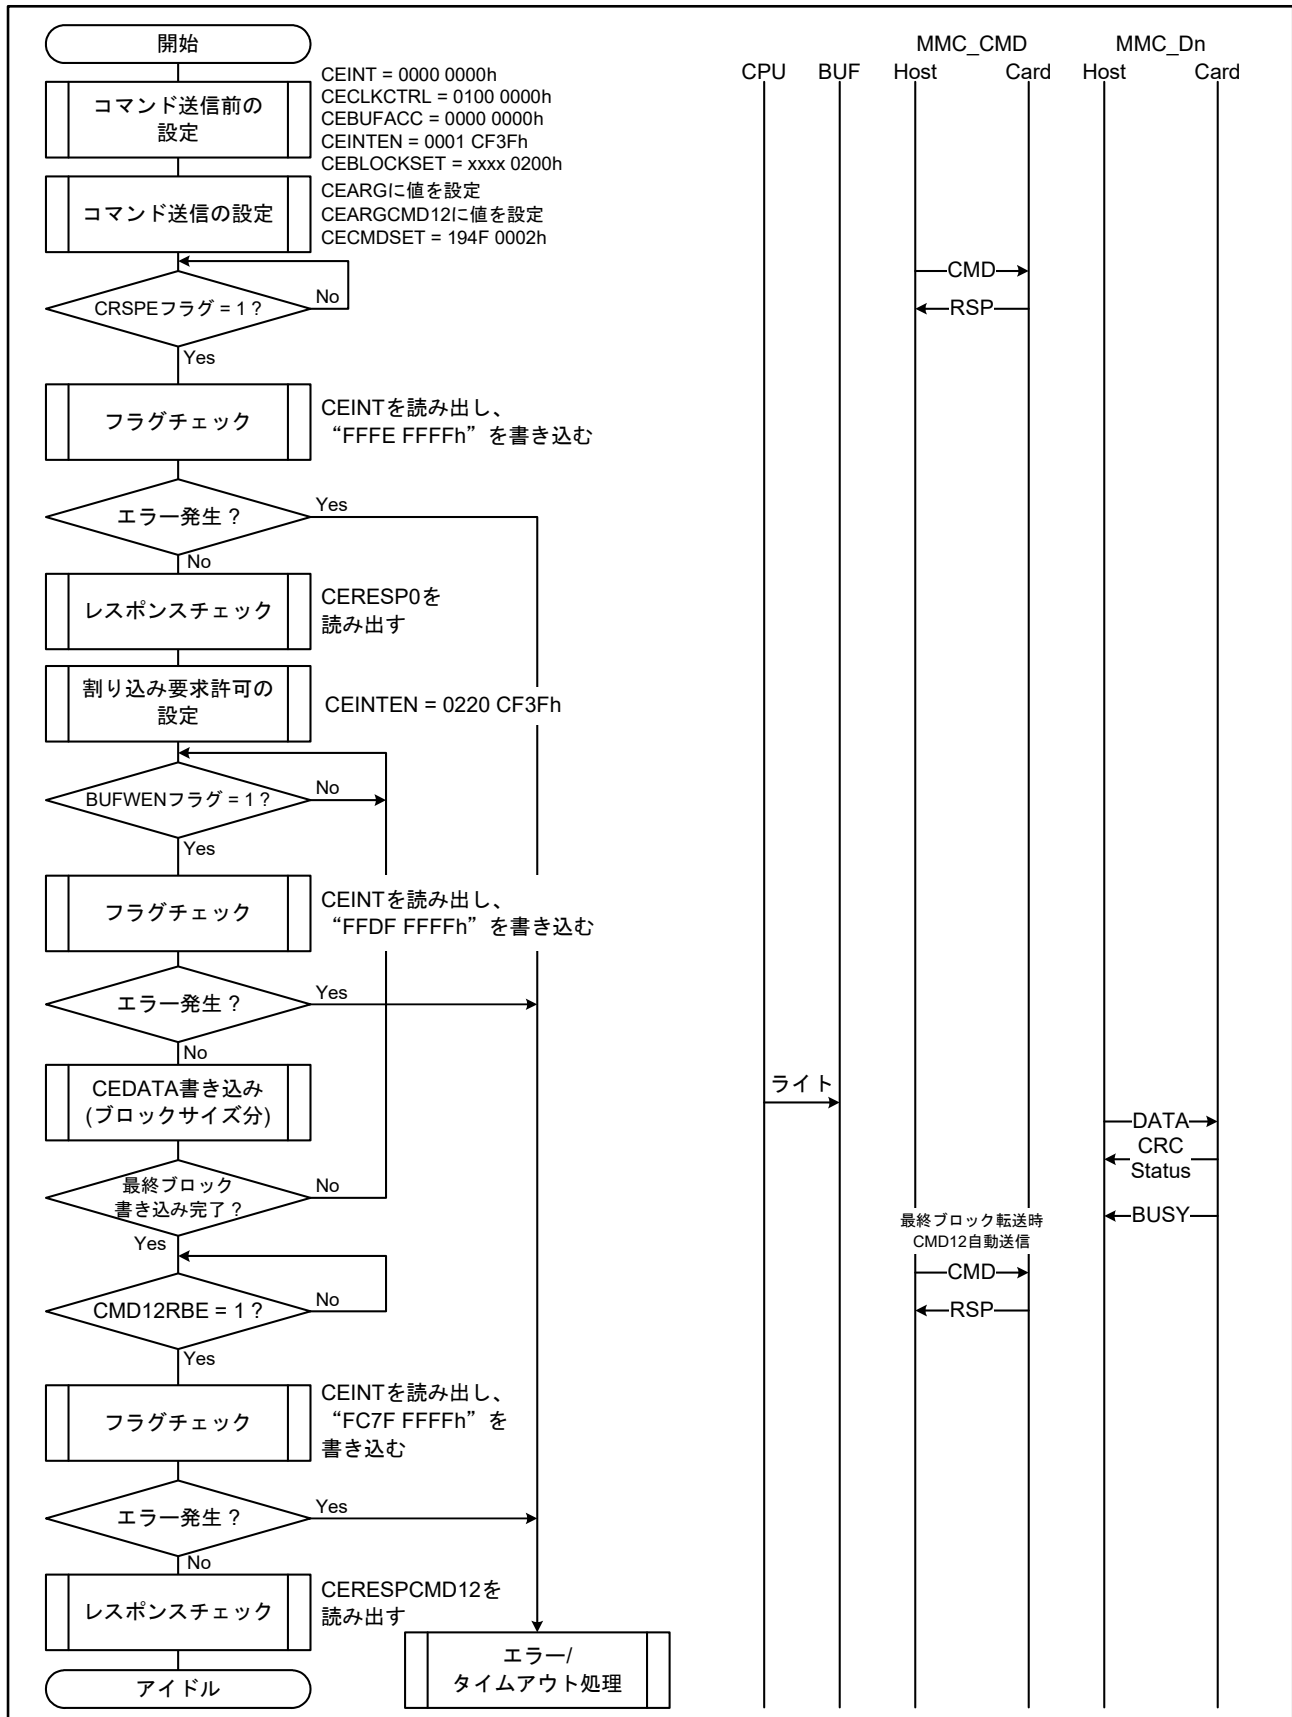 開始
コマンド送信前の
設定
CEINT = 0000 0000h
CECLKCTRL = 0100 0000h
CEBUFACC = 0000 0000h
CEINTEN = 0001 CF3Fh
CEBLOCKSET = xxxx 0200h
コマンド送信の設定
CEARGに値を設定
CEARGCMD12に値を設定
CECMDSET = 194F 0002h
CRSPEフラグ = 1 ?
No
Yes
フラグチェック
CEINTを読み出し、
“FFFE FFFFh”を書き込む
エラー発生 ?
Yes
No
レスポンスチェック
CERESP0を
読み出す
割り込み要求許可の
設定
CEINTEN = 0220 CF3Fh
BUFWENフラグ = 1 ?
No
Yes
フラグチェック
CEINTを読み出し、
“FFDF FFFFh”を書き込む
エラー発生 ?
Yes
No
CEDATA書き込み
(ブロックサイズ分)
最終ブロック
書き込み完了 ?
No
Yes
CMD12RBE = 1 ?
No
Yes
フラグチェック
CEINTを読み出し、
“FC7F FFFFh”を
書き込む
エラー発生 ?
Yes
No
レスポンスチェック
CERESPCMD12を
読み出す
エラー/
タイムアウト処理
アイドル
MMC_CMD MMC_Dn
CPU BUF Host Card Host Card
CMD
RSP
ライト
DATA
CRC
Status
BUSY
最終ブロック転送時
CMD12自動送信
CMD
RSP